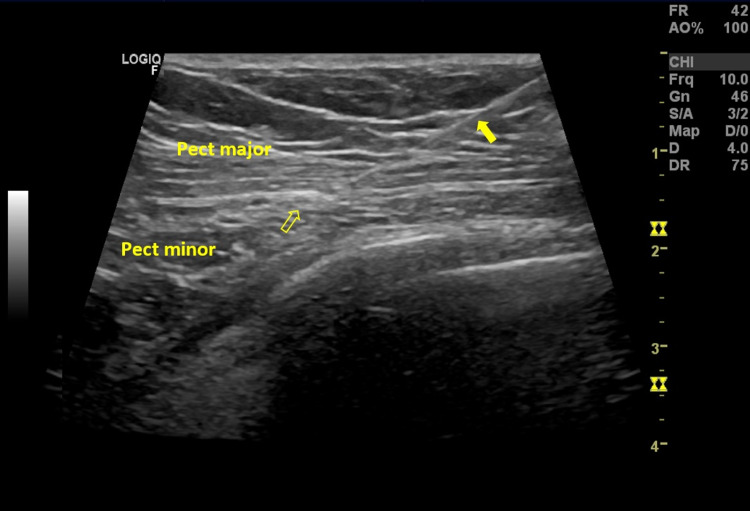 FR 42
AO% 100
CHI
Frq 10.0
Gn 46
S/A 3/2
Map D/0
D 4.0
DR 75
LOGIQ
F
Pect major
Pect minor
1
2
3
4